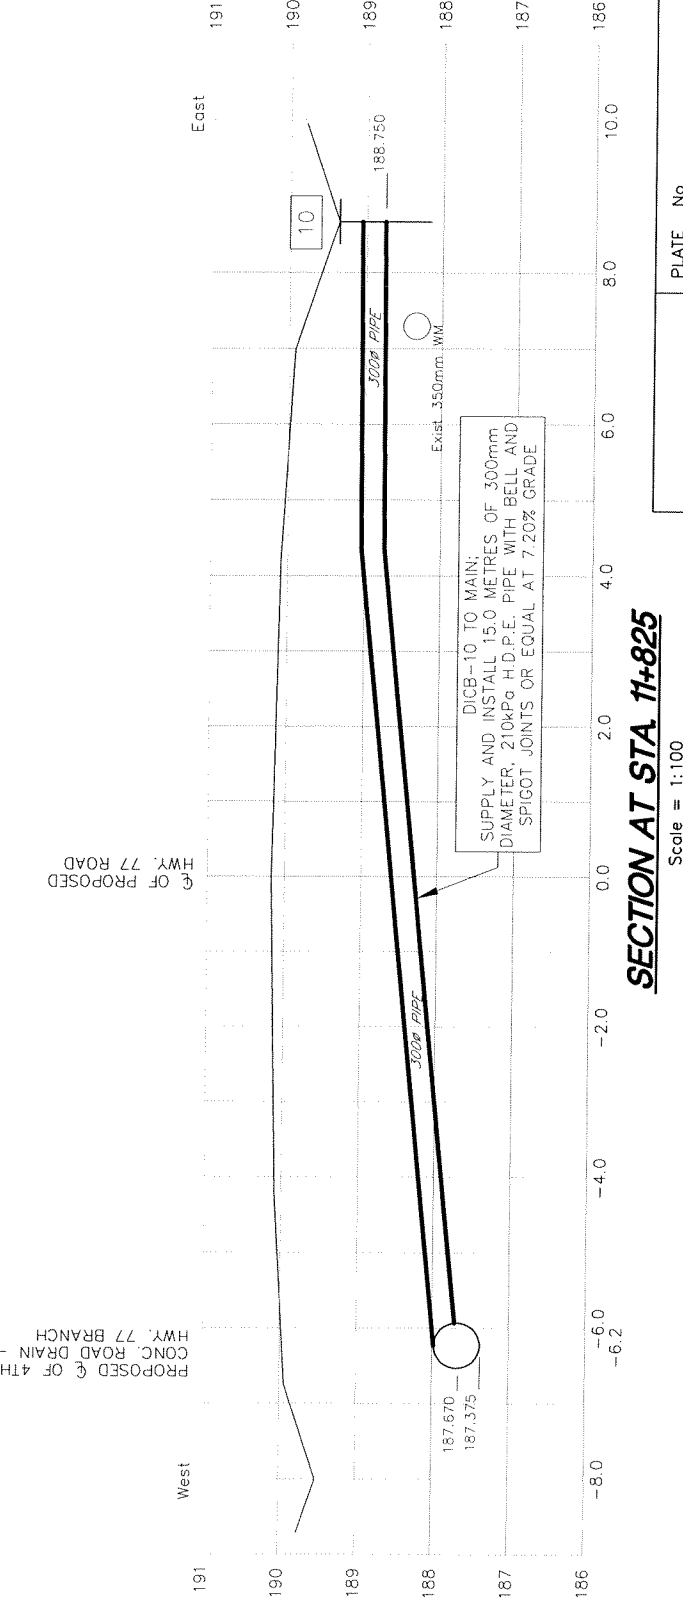 191
190
189
188
187
186
East
10
188.750
300ø PIPE
Exist. 350mm WM
DICB-10 TO MAIN;
SUPPLY AND INSTALL 15.0 METRES OF 300mm
DIAMETER, 210kPa H.D.P.E. PIPE WITH BELL AND
SPIGOT JOINTS OR EQUAL AT 7.20% GRADE
℄ OF PROPOSED
HWY. 77 ROAD
300ø PIPE
PROPOSED ℄ OF 4TH
CONC. ROAD DRAIN -
HWY. 77 BRANCH
187.670
187.375
West
191
190
189
188
187
186
-8.0
-6.2
-6.0
-4.0
-2.0
0.0
2.0
4.0
6.0
8.0
10.0
SECTION AT STA. 11+825
Scale = 1:100
PLATE No